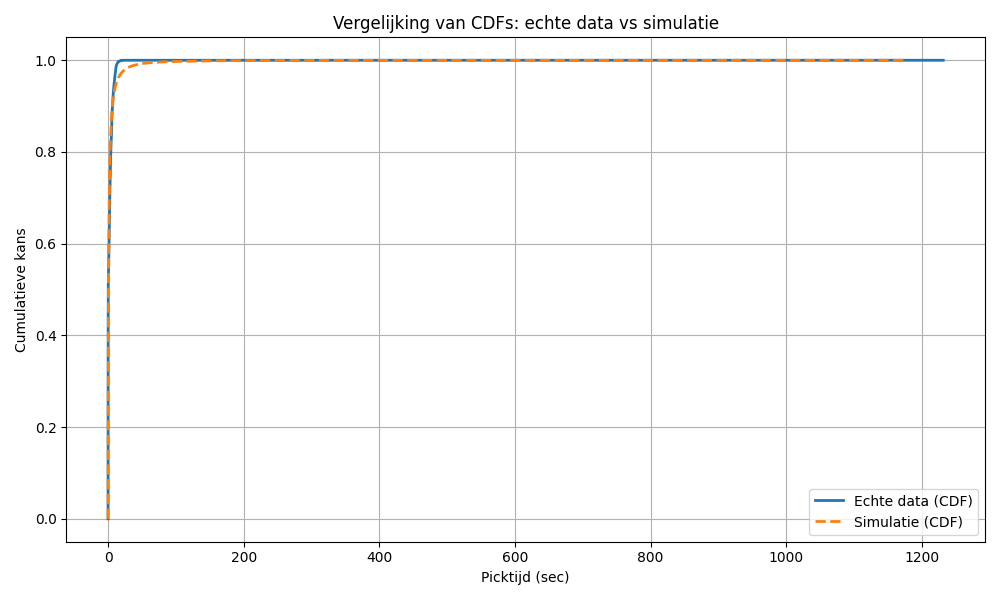 Vergelijking van CDFs: echte data vs simulatie
1.0
0.8
0.6
0.4
0.2
0.0
Cumulatieve kans
0 200 400 600 800 1000 1200
Picktijd (sec)
Echte data (CDF)
Simulatie (CDF)